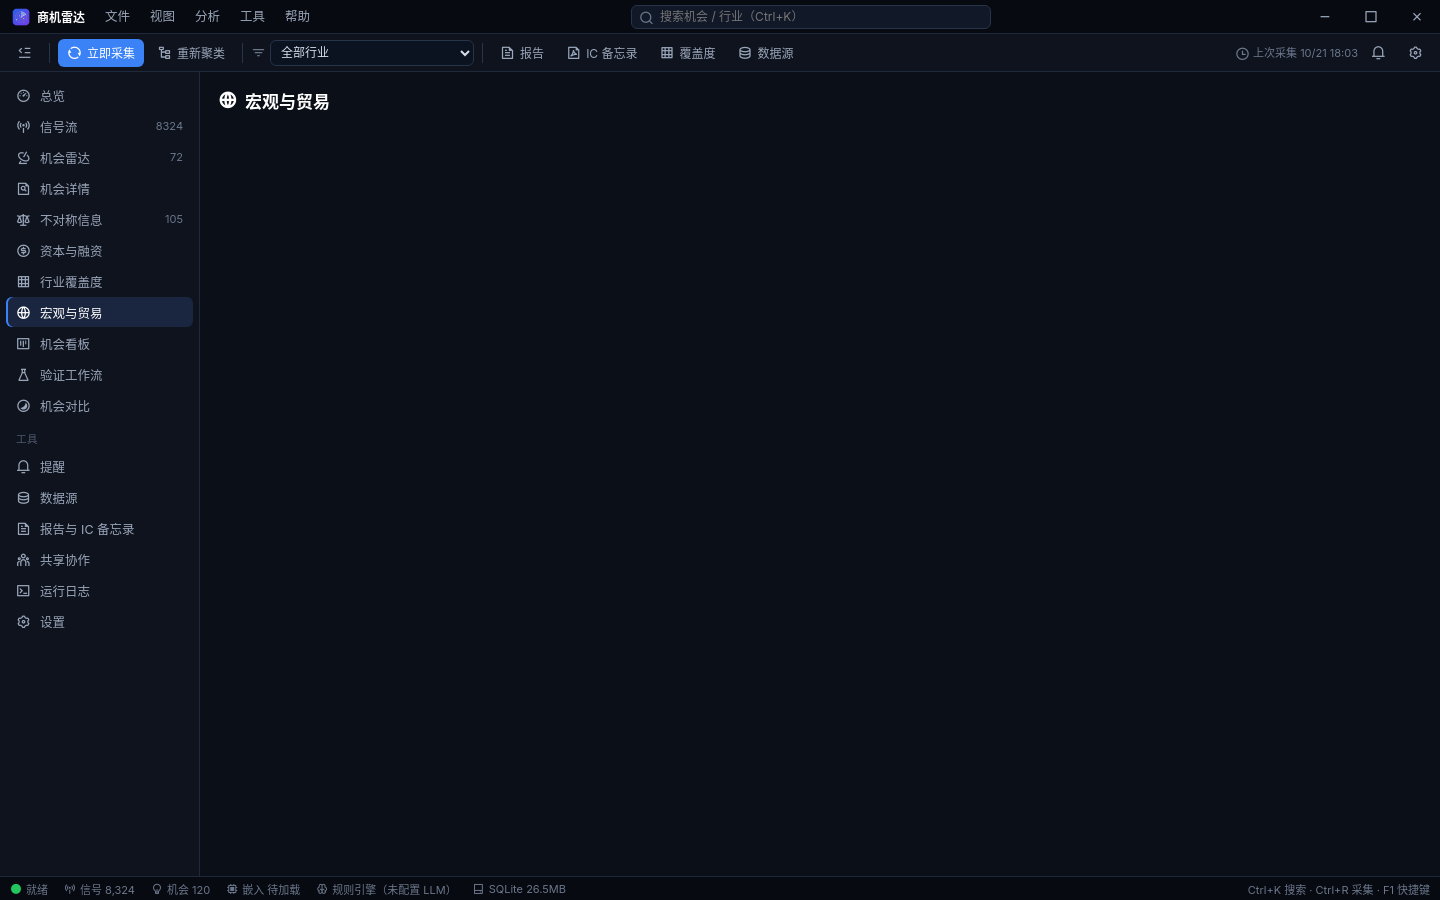 商机雷达 文件 视图 分析 工具 帮助 搜索机会 / 行业（Ctrl+K）
立即采集 重新聚类 全部行业 报告 IC 备忘录 覆盖度 数据源 上次采集 10/21 18:03
总览
信号流 8324
机会雷达 72
机会详情
不对称信息 105
资本与融资
行业覆盖度
宏观与贸易
机会看板
验证工作流
机会对比
工具
提醒
数据源
报告与 IC 备忘录
共享协作
运行日志
设置
宏观与贸易
就绪 信号 8,324 机会 120 嵌入 待加载 规则引擎（未配置 LLM） SQLite 26.5MB Ctrl+K 搜索 · Ctrl+R 采集 · F1 快捷键